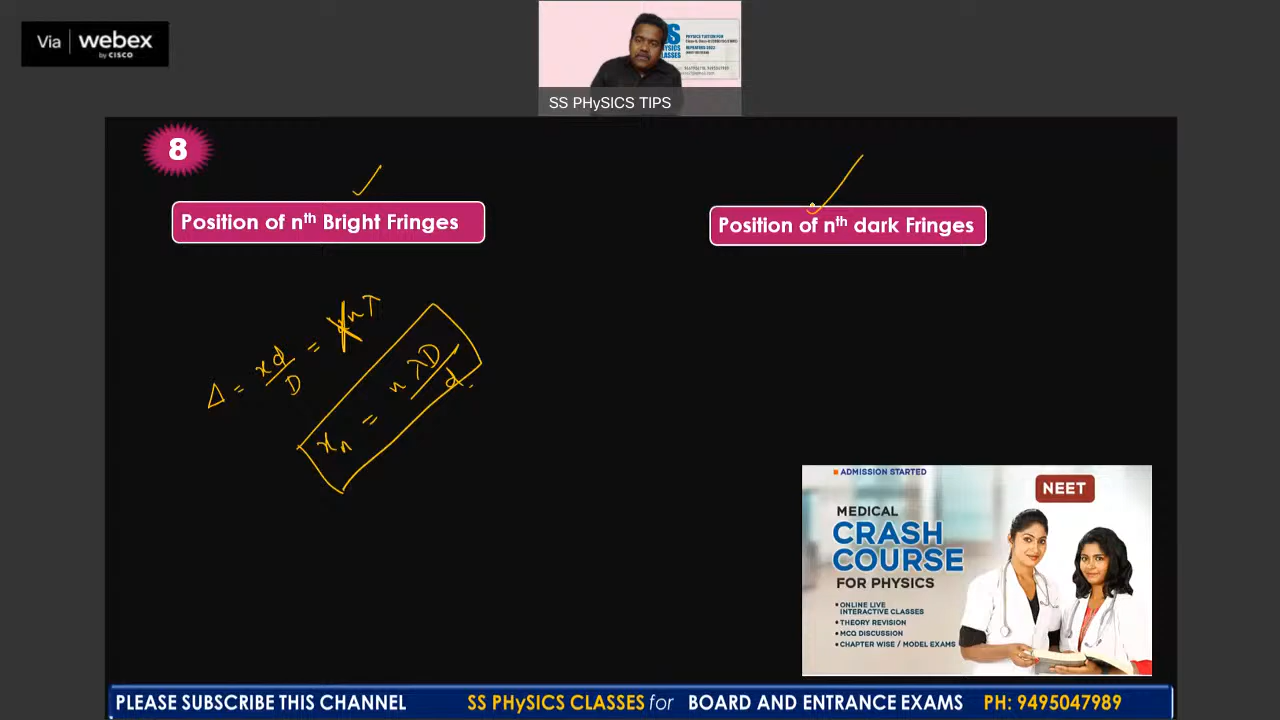 Via webex
by CISCO
SS PHYSICS TIPS
8
Position of nth Bright Fringes
Position of nth dark Fringes
Δ = xd/D = nλ
xn = nλD/d
ADMISSION STARTED
NEET
MEDICAL
CRASH
COURSE
FOR PHYSICS
• ONLINE LIVE
INTERACTIVE CLASSES
• THEORY REVISION
• MCQ DISCUSSION
• CHAPTER WISE / MODEL EXAMS
PLEASE SUBSCRIBE THIS CHANNEL SS PHySICS CLASSES for BOARD AND ENTRANCE EXAMS PH: 9495047989